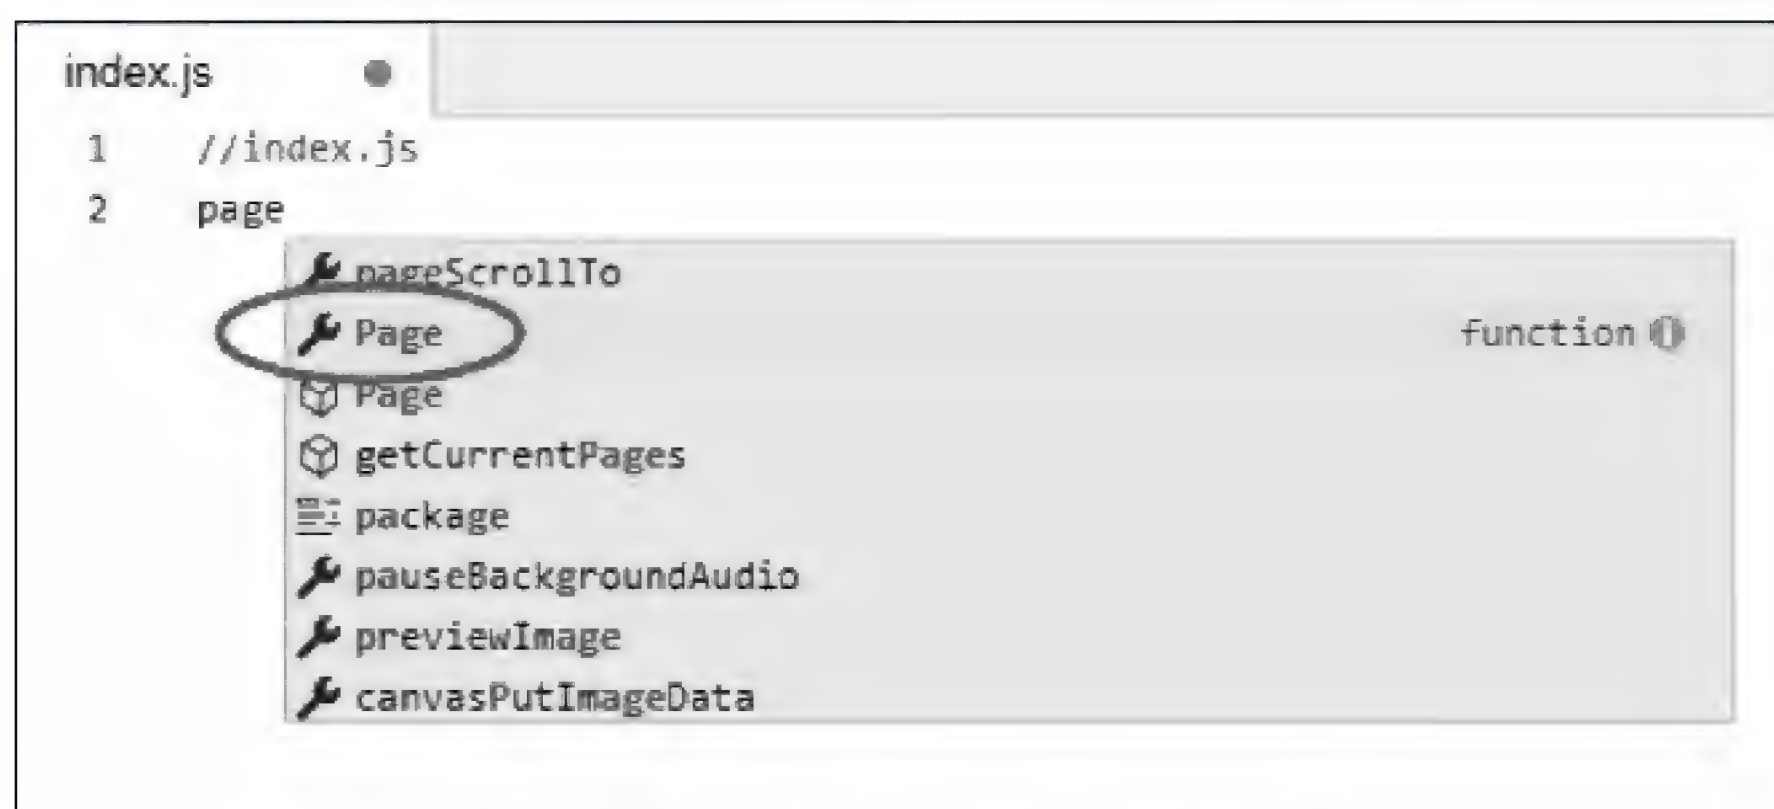 index.js
1 //index.js
2 page
pageScrollTo
Page function
Page
getCurrentPages
package
pauseBackgroundAudio
previewImage
canvasPutImageData